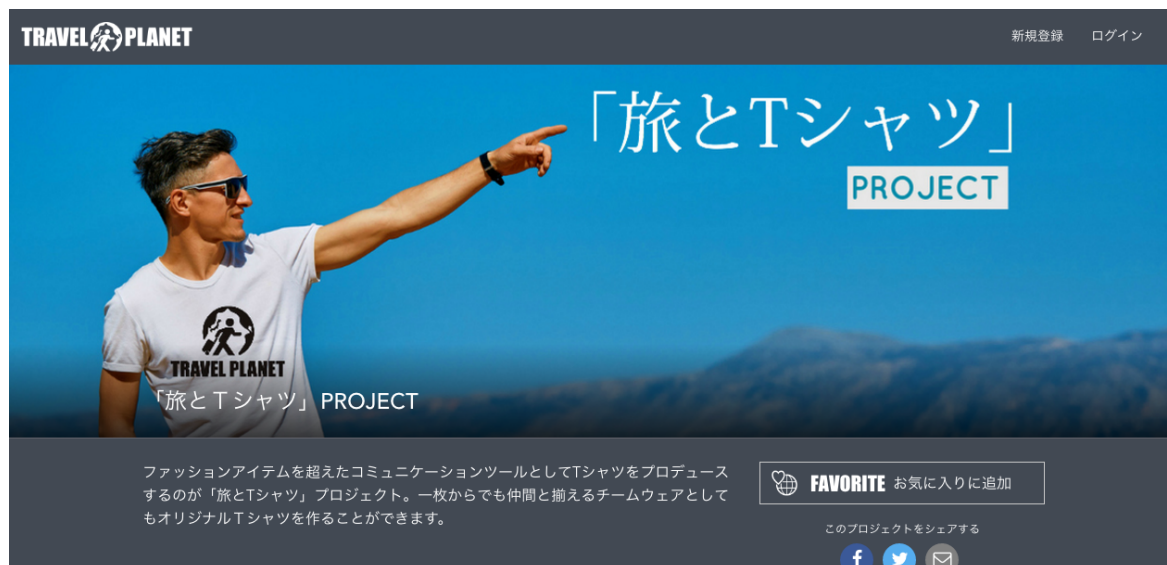 TRAVEL PLANET
新規登録 ログイン
「旅とTシャツ」
PROJECT
TRAVEL PLANET
「旅とＴシャツ」PROJECT
ファッションアイテムを超えたコミュニケーションツールとしてTシャツをプロデュース
するのが「旅とTシャツ」プロジェクト。一枚からでも仲間と揃えるチームウェアとして
もオリジナルＴシャツを作ることができます。
FAVORITE お気に入りに追加
このプロジェクトをシェアする